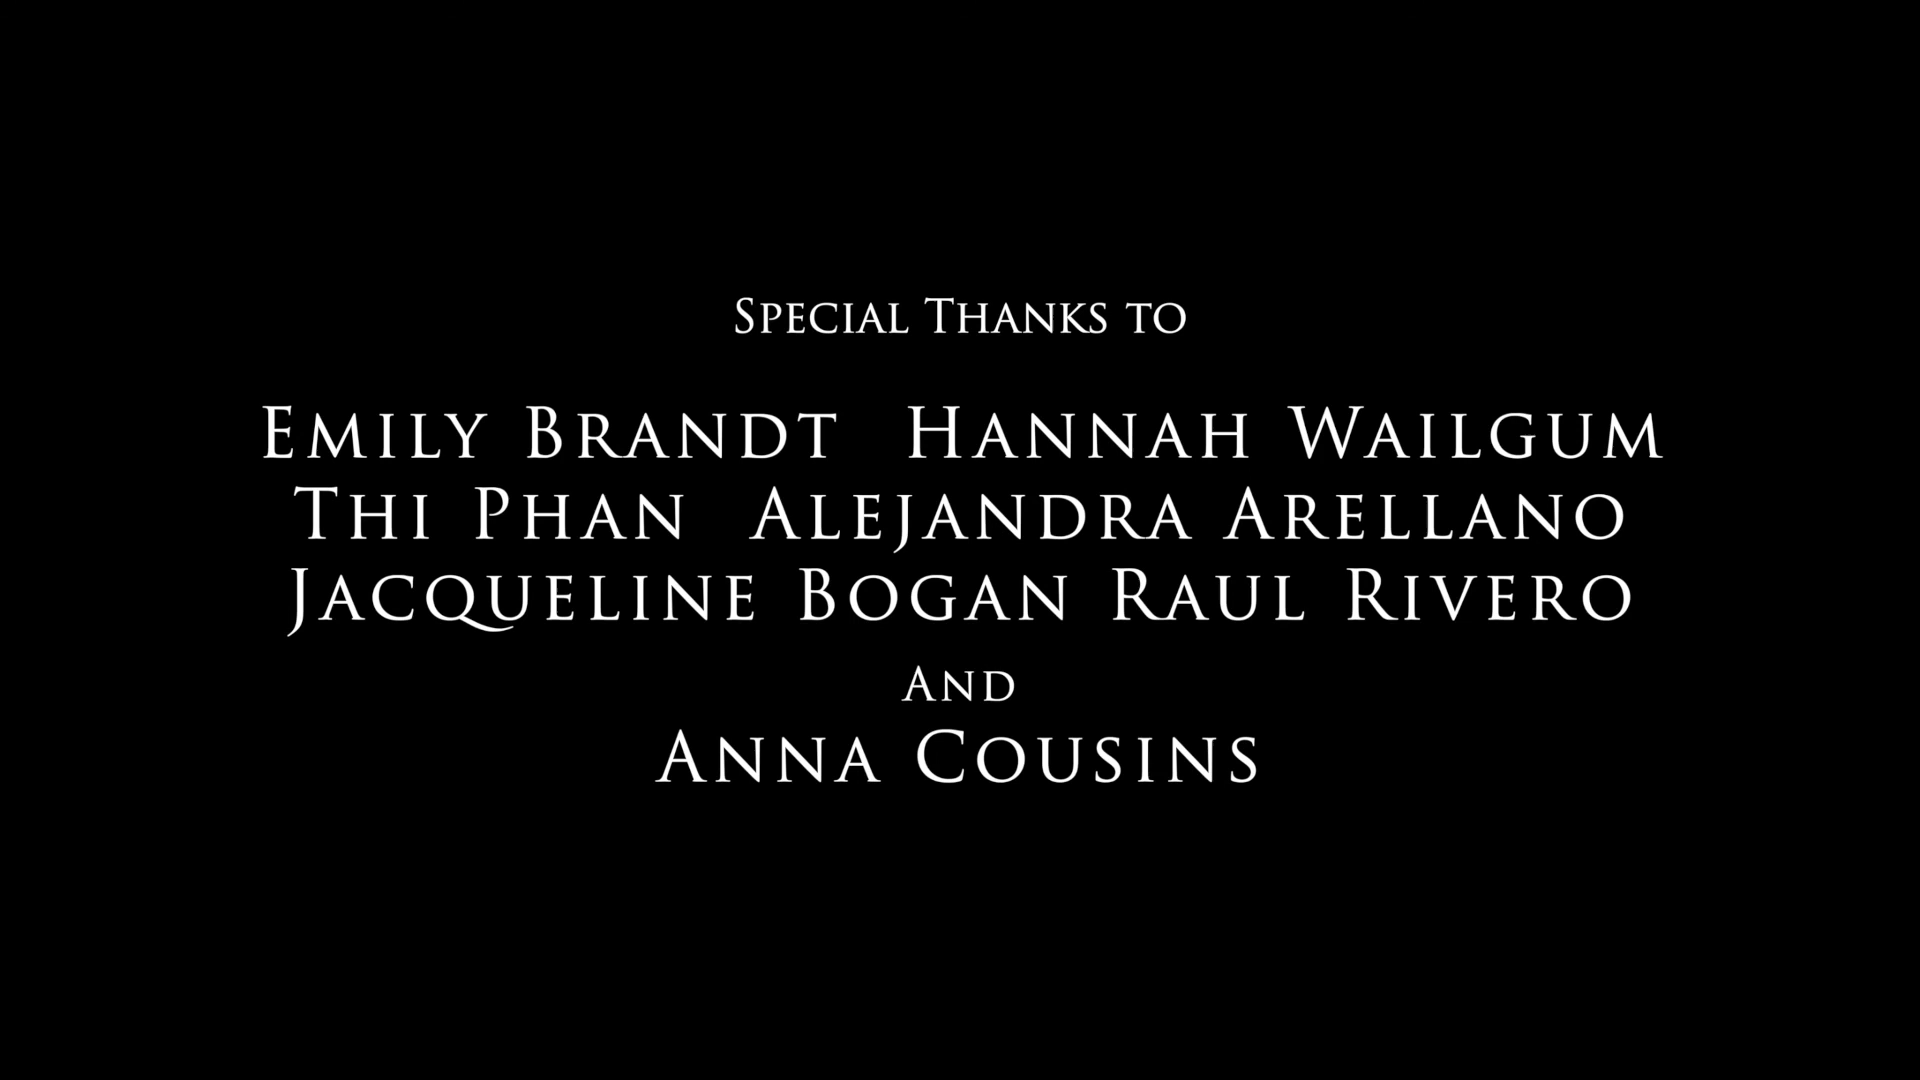 Special Thanks to
Emily Brandt Hannah Wailgum
Thi Phan Alejandra Arellano
Jacqueline Bogan Raul Rivero
And
Anna Cousins